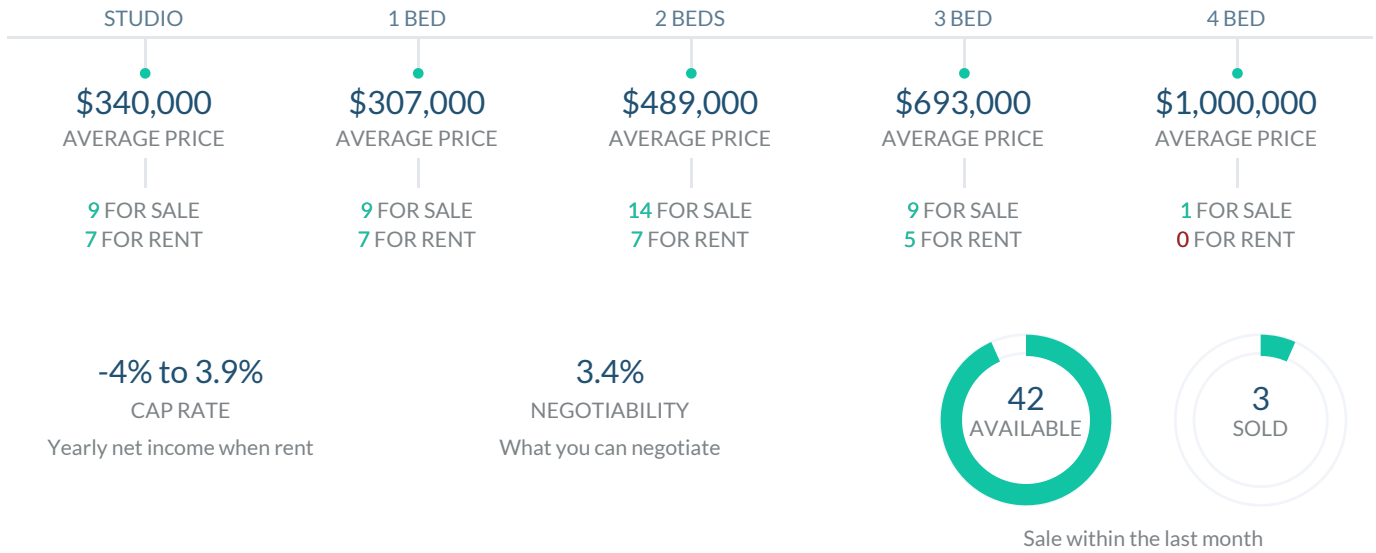 STUDIO
$340,000
AVERAGE PRICE
9 FOR SALE
7 FOR RENT
1 BED
$307,000
AVERAGE PRICE
9 FOR SALE
7 FOR RENT
2 BEDS
$489,000
AVERAGE PRICE
14 FOR SALE
7 FOR RENT
3 BED
$693,000
AVERAGE PRICE
9 FOR SALE
5 FOR RENT
4 BED
$1,000,000
AVERAGE PRICE
1 FOR SALE
0 FOR RENT
-4% to 3.9%
CAP RATE
Yearly net income when rent
3.4%
NEGOTIABILITY
What you can negotiate
42
AVAILABLE
3
SOLD
Sale within the last month